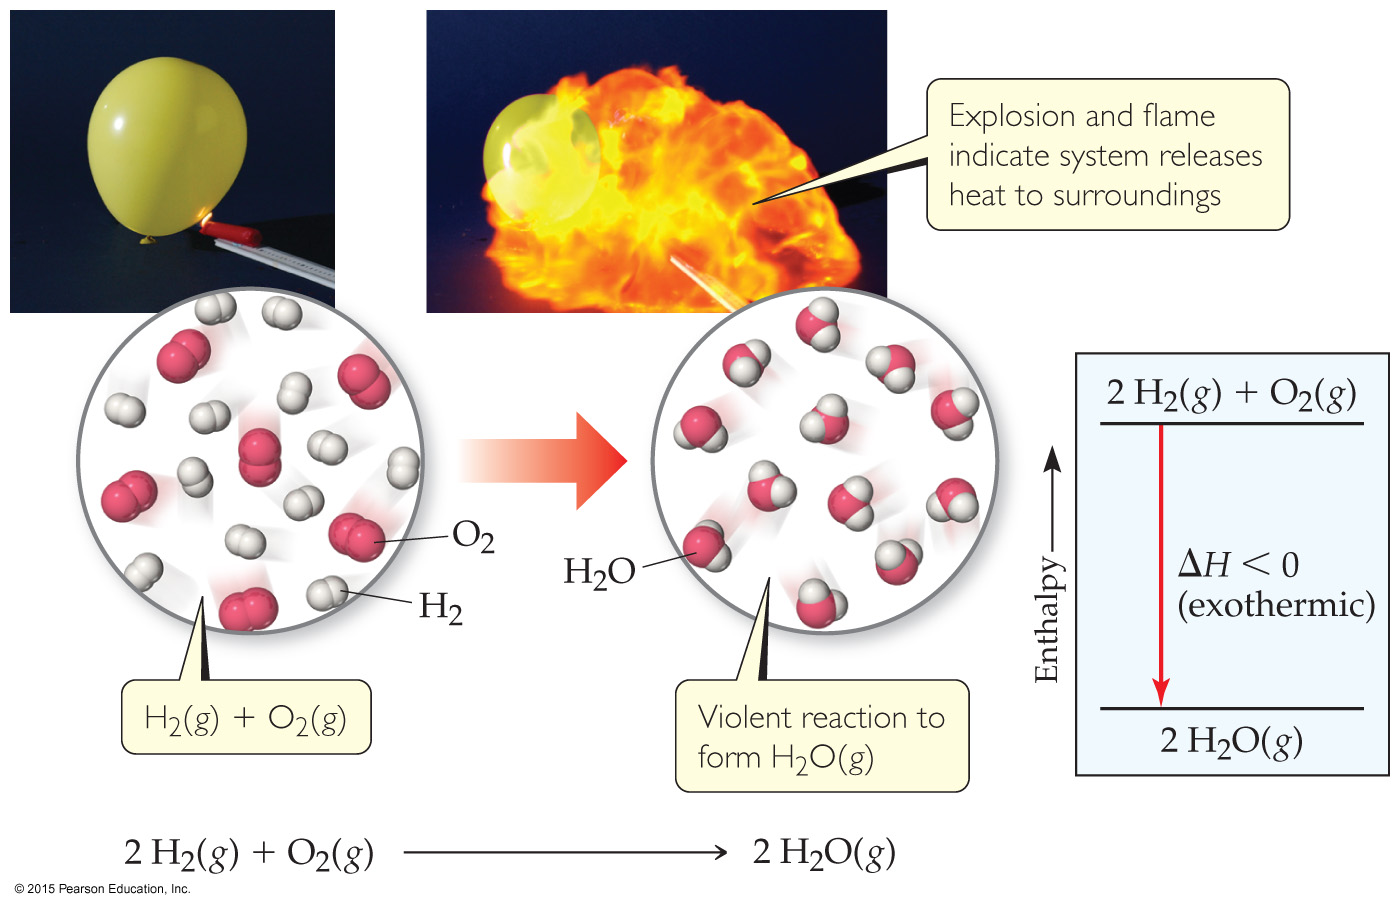 Explosion and flame
indicate system releases
heat to surroundings
O₂
H₂
H₂O
H₂(g) + O₂(g)
Violent reaction to
form H₂O(g)
2 H₂(g) + O₂(g)
Enthalpy
ΔH < 0
(exothermic)
2 H₂O(g)
2 H₂(g) + O₂(g) ⟶ 2 H₂O(g)
© 2015 Pearson Education, Inc.